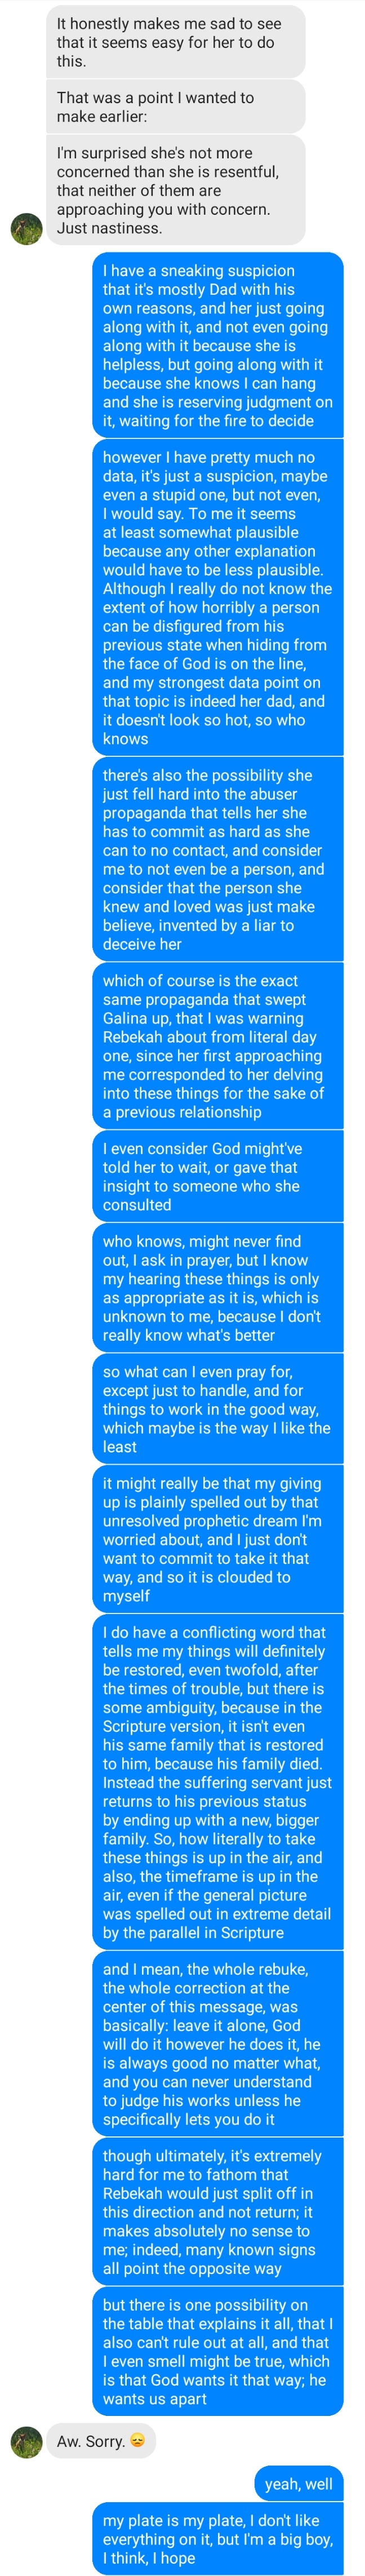 It honestly makes me sad to see
that it seems easy for her to do
this.
That was a point I wanted to
make earlier:
I'm surprised she's not more
concerned than she is resentful,
that neither of them are
approaching you with concern.
Just nastiness.
I have a sneaking suspicion
that it's mostly Dad with his
own reasons, and her just going
along with it, and not even going
along with it because she is
helpless, but going along with it
because she knows I can hang
and she is reserving judgment on
it, waiting for the fire to decide
however I have pretty much no
data, it's just a suspicion, maybe
even a stupid one, but not even,
I would say. To me it seems
at least somewhat plausible
because any other explanation
would have to be less plausible.
Although I really do not know the
extent of how horribly a person
can be disfigured from his
previous state when hiding from
the face of God is on the line,
and my strongest data point on
that topic is indeed her dad, and
it doesn't look so hot, so who
knows
there's also the possibility she
just fell hard into the abuser
propaganda that tells her she
has to commit as hard as she
can to no contact, and consider
me to not even be a person, and
consider that the person she
knew and loved was just make
believe, invented by a liar to
deceive her
which of course is the exact
same propaganda that swept
Galina up, that I was warning
Rebekah about from literal day
one, since her first approaching
me corresponded to her delving
into these things for the sake of
a previous relationship
I even consider God might've
told her to wait, or gave that
insight to someone who she
consulted
who knows, might never find
out, I ask in prayer, but I know
my hearing these things is only
as appropriate as it is, which is
unknown to me, because I don't
really know what's better
so what can I even pray for,
except just to handle, and for
things to work in the good way,
which maybe is the way I like the
least
it might really be that my giving
up is plainly spelled out by that
unresolved prophetic dream I'm
worried about, and I just don't
want to commit to take it that
way, and so it is clouded to
myself
I do have a conflicting word that
tells me my things will definitely
be restored, even twofold, after
the times of trouble, but there is
some ambiguity, because in the
Scripture version, it isn't even
his same family that is restored
to him, because his family died.
Instead the suffering servant just
returns to his previous status
by ending up with a new, bigger
family. So, how literally to take
these things is up in the air, and
also, the timeframe is up in the
air, even if the general picture
was spelled out in extreme detail
by the parallel in Scripture
and I mean, the whole rebuke,
the whole correction at the
center of this message, was
basically: leave it alone, God
will do it however he does it, he
is always good no matter what,
and you can never understand
to judge his works unless he
specifically lets you do it
though ultimately, it's extremely
hard for me to fathom that
Rebekah would just split off in
this direction and not return; it
makes absolutely no sense to
me; indeed, many known signs
all point the opposite way
but there is one possibility on
the table that explains it all, that I
also can't rule out at all, and that
I even smell might be true, which
is that God wants it that way; he
wants us apart
Aw. Sorry. 😞
yeah, well
my plate is my plate, I don't like
everything on it, but I'm a big boy,
I think, I hope